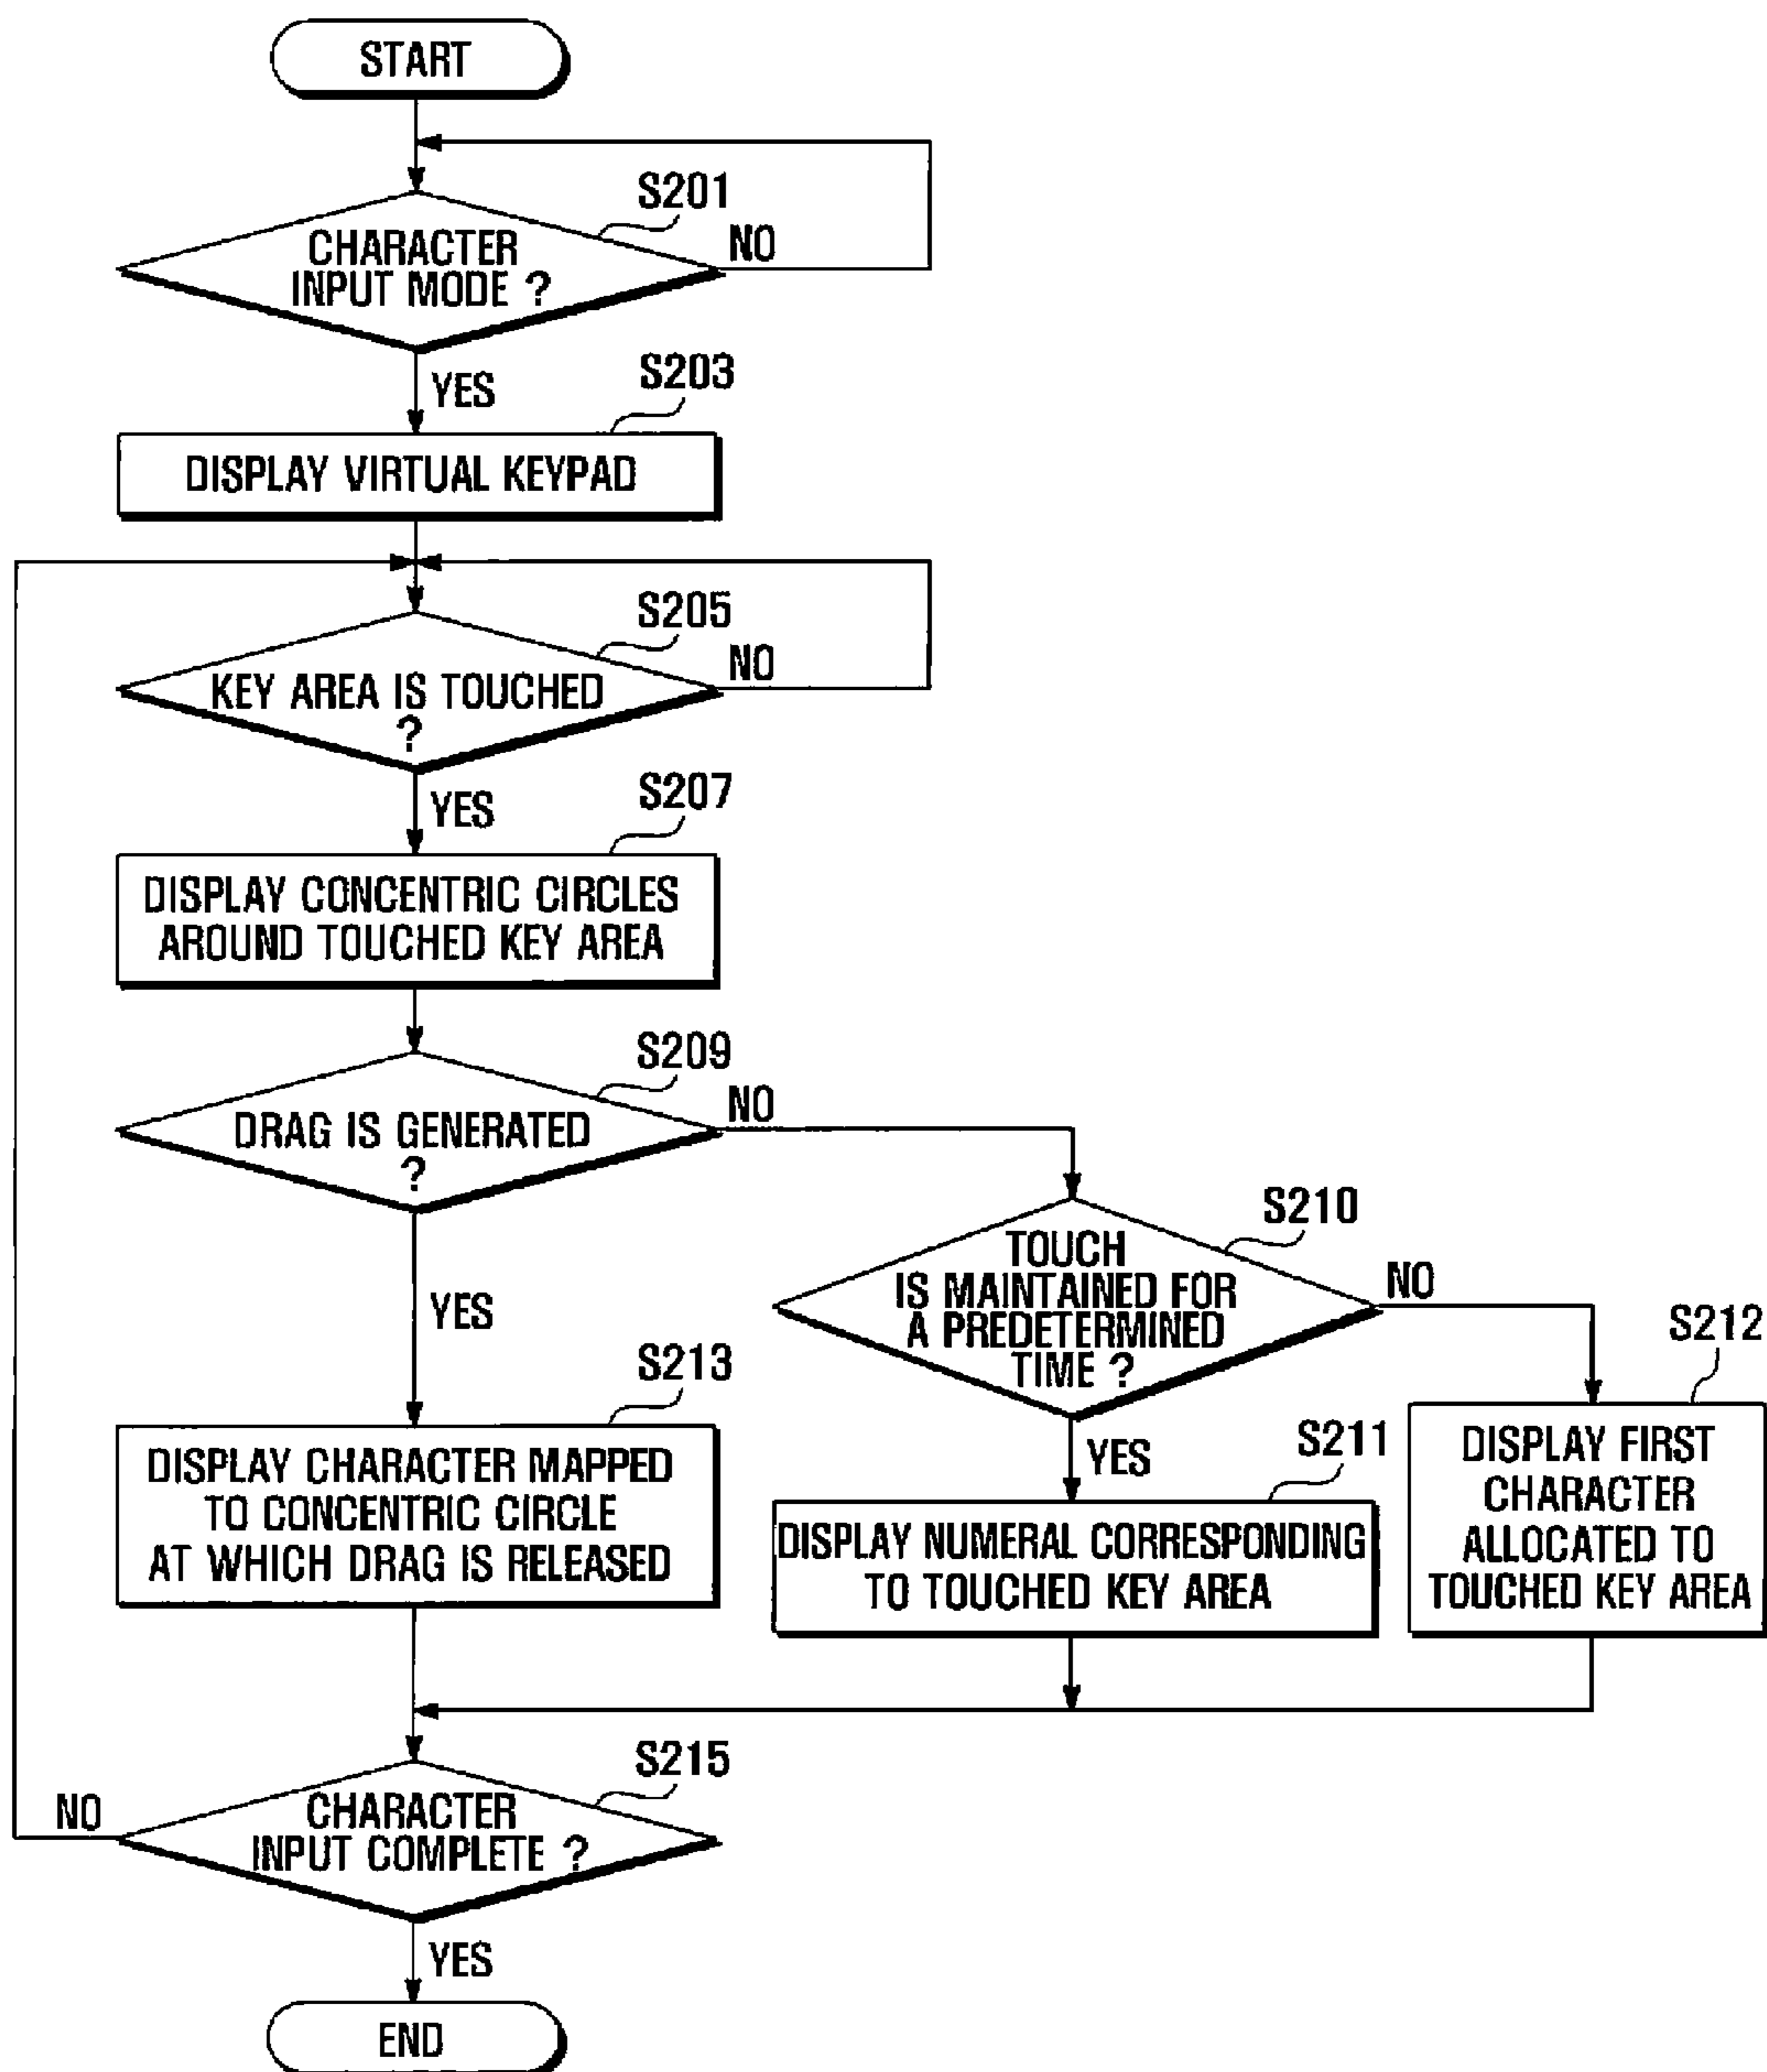 START
S201
CHARACTER
INPUT MODE ?
NO
YES
S203
DISPLAY VIRTUAL KEYPAD
S205
KEY AREA IS TOUCHED
?
NO
YES
S207
DISPLAY CONCENTRIC CIRCLES
AROUND TOUCHED KEY AREA
S209
DRAG IS GENERATED
?
NO
YES
S210
TOUCH
IS MAINTAINED FOR
A PREDETERMINED
TIME ?
NO
YES
S212
DISPLAY FIRST
CHARACTER
ALLOCATED TO
TOUCHED KEY AREA
S211
DISPLAY NUMERAL CORRESPONDING
TO TOUCHED KEY AREA
S213
DISPLAY CHARACTER MAPPED
TO CONCENTRIC CIRCLE
AT WHICH DRAG IS RELEASED
S215
CHARACTER
INPUT COMPLETE ?
NO
YES
END